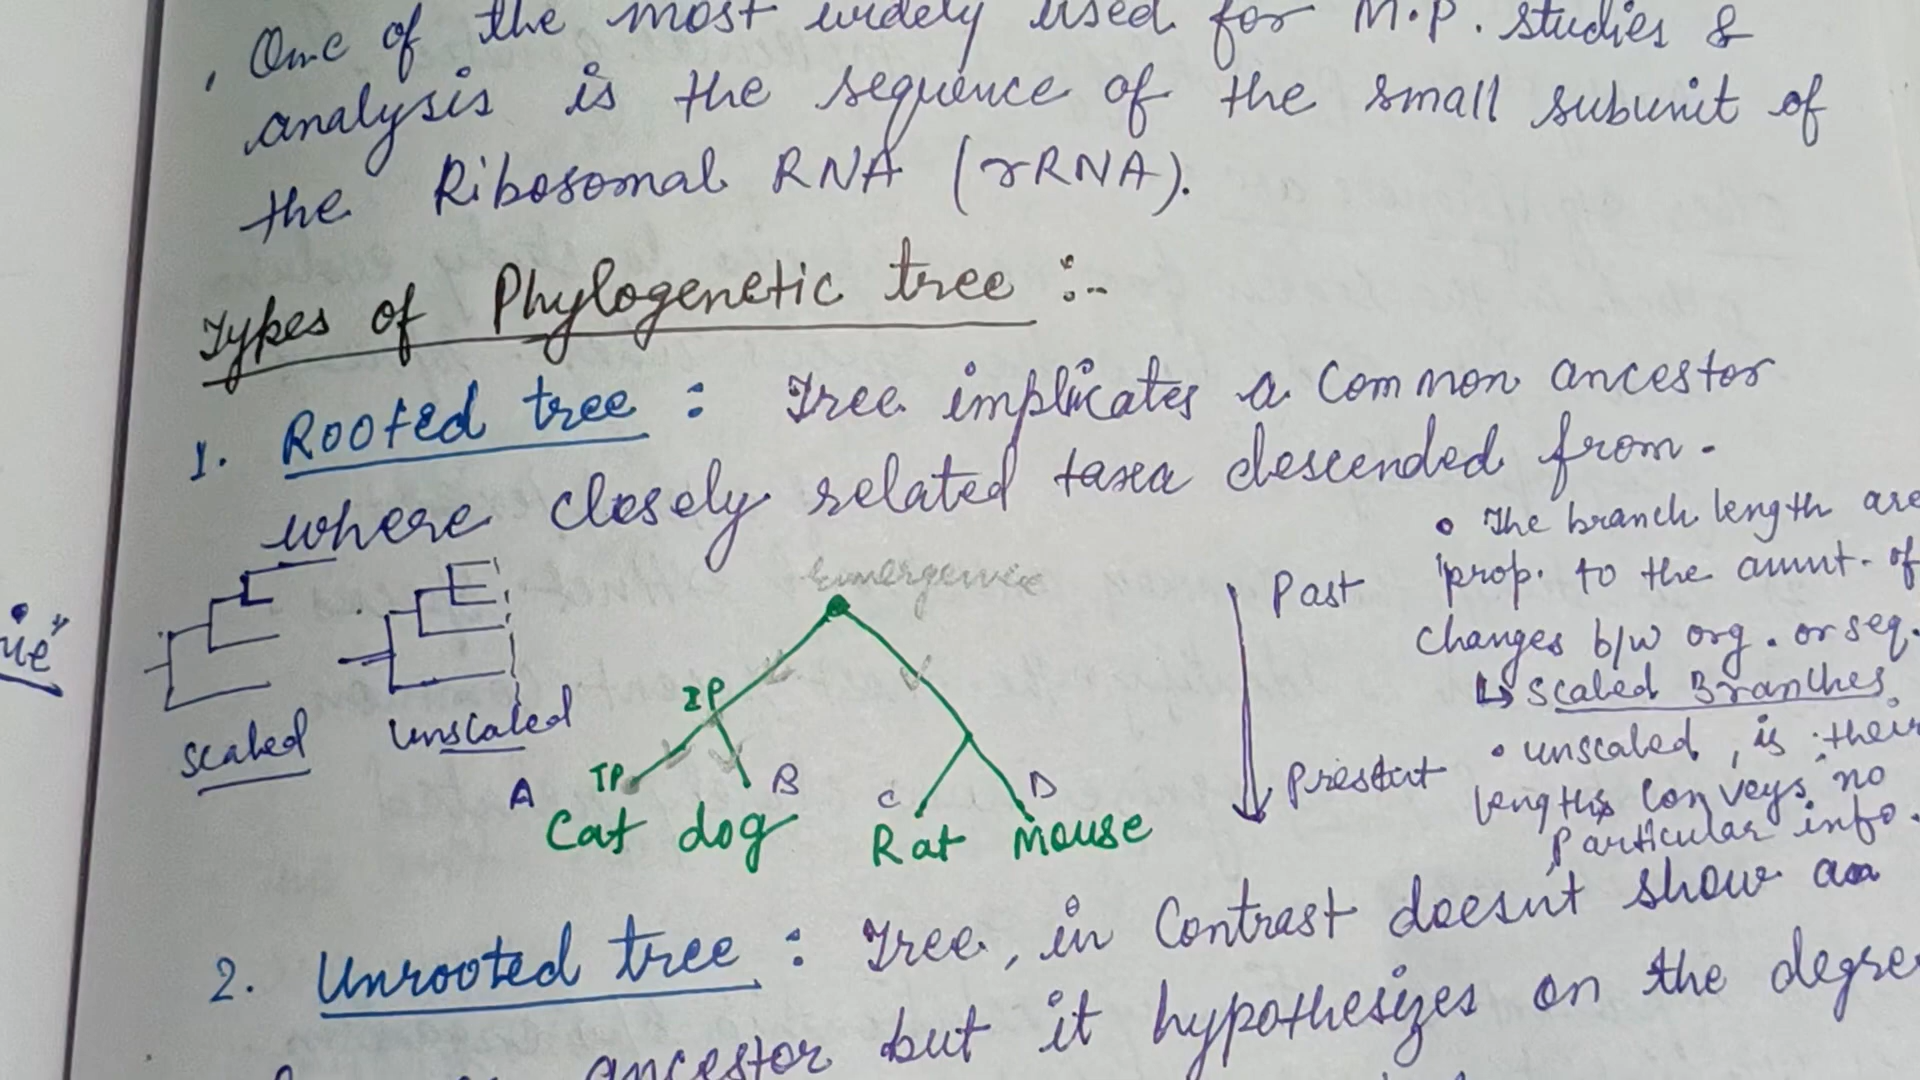 One of the most widely used for M.P. studies &
analysis is the sequence of the small subunit of
the Ribosomal RNA (rRNA).
Types of Phylogenetic tree :-
1. Rooted tree : Tree implicates a Common ancestor
where closely related taxa descended from.
• The branch length are
prop. to the amnt. of
changes b/w org. or seq.
↳ Scaled Branches
• unscaled, is their
lengths conveys no
Particular info.
Emergence
Past
Present
scaled
unscaled
IP
TP
A
B
C
D
Cat dog Rat Mouse
2. Unrooted tree : Tree, in Contrast doesn't show an
ancestor but it hypothesizes on the degre